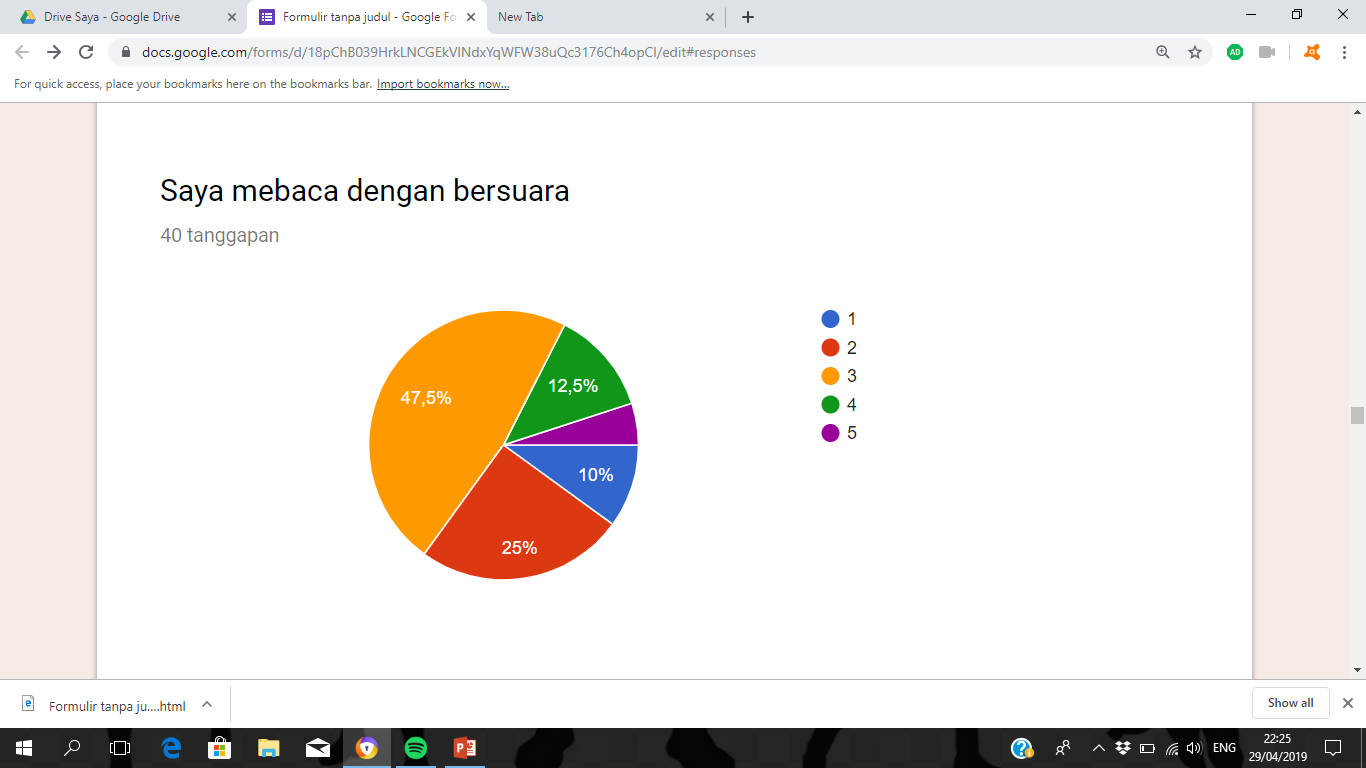 Drive Saya - Google Drive
Formulir tanpa judul - Google Fo
New Tab
docs.google.com/forms/d/18pChB039HrkLNCGEkVlNdxYqWFW38uQc3176Ch4opCI/edit#responses
AD
For quick access, place your bookmarks here on the bookmarks bar. Import bookmarks now...
Saya mebaca dengan bersuara
40 tanggapan
47,5%
12,5%
10%
25%
1
2
3
4
5
Formulir tanpa ju....html
Show all
ENG
22:25
29/04/2019